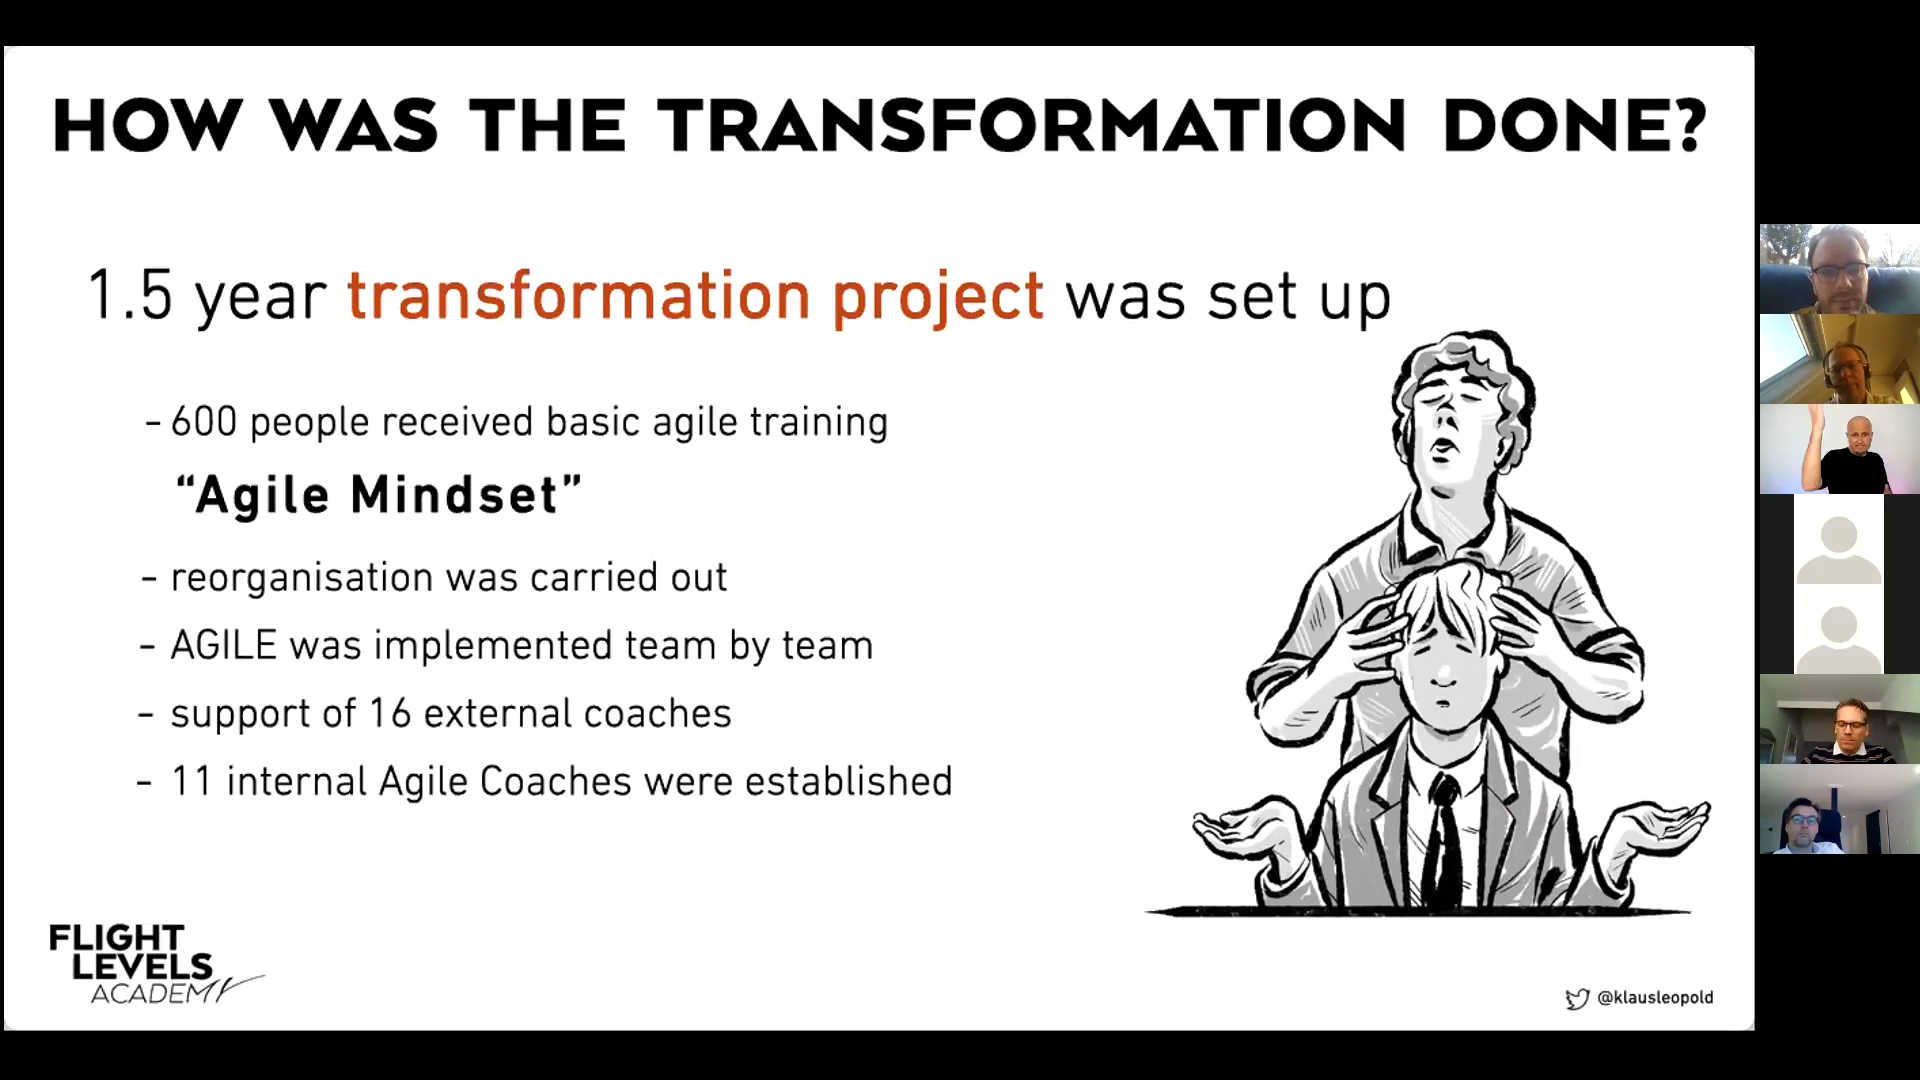 HOW WAS THE TRANSFORMATION DONE?
1.5 year transformation project was set up
- 600 people received basic agile training
“Agile Mindset”
- reorganisation was carried out
- AGILE was implemented team by team
- support of 16 external coaches
- 11 internal Agile Coaches were established
FLIGHT
LEVELS
ACADEMY
@klausleopold